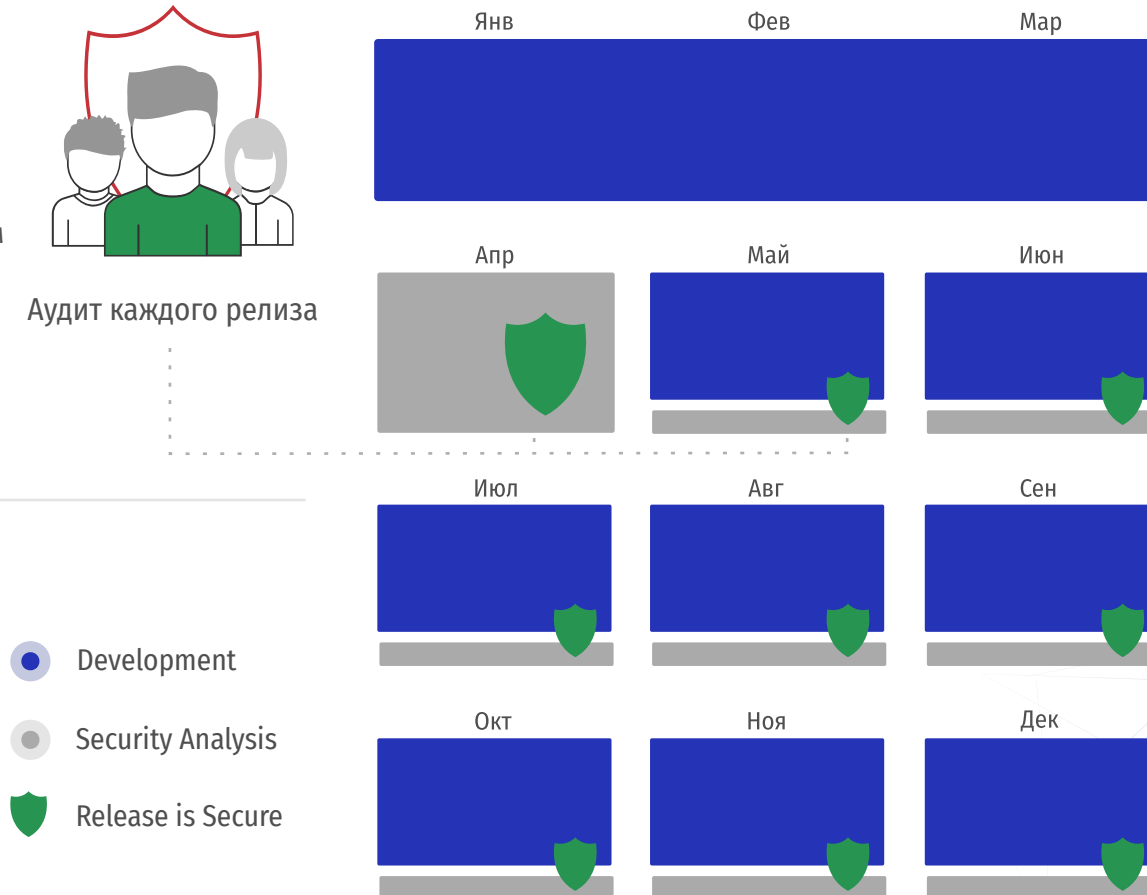 Янв
Фев
Мар
Апр
Май
Июн
Аудит каждого релиза
Июл
Авг
Сен
Development
Security Analysis
Release is Secure
Окт
Ноя
Дек